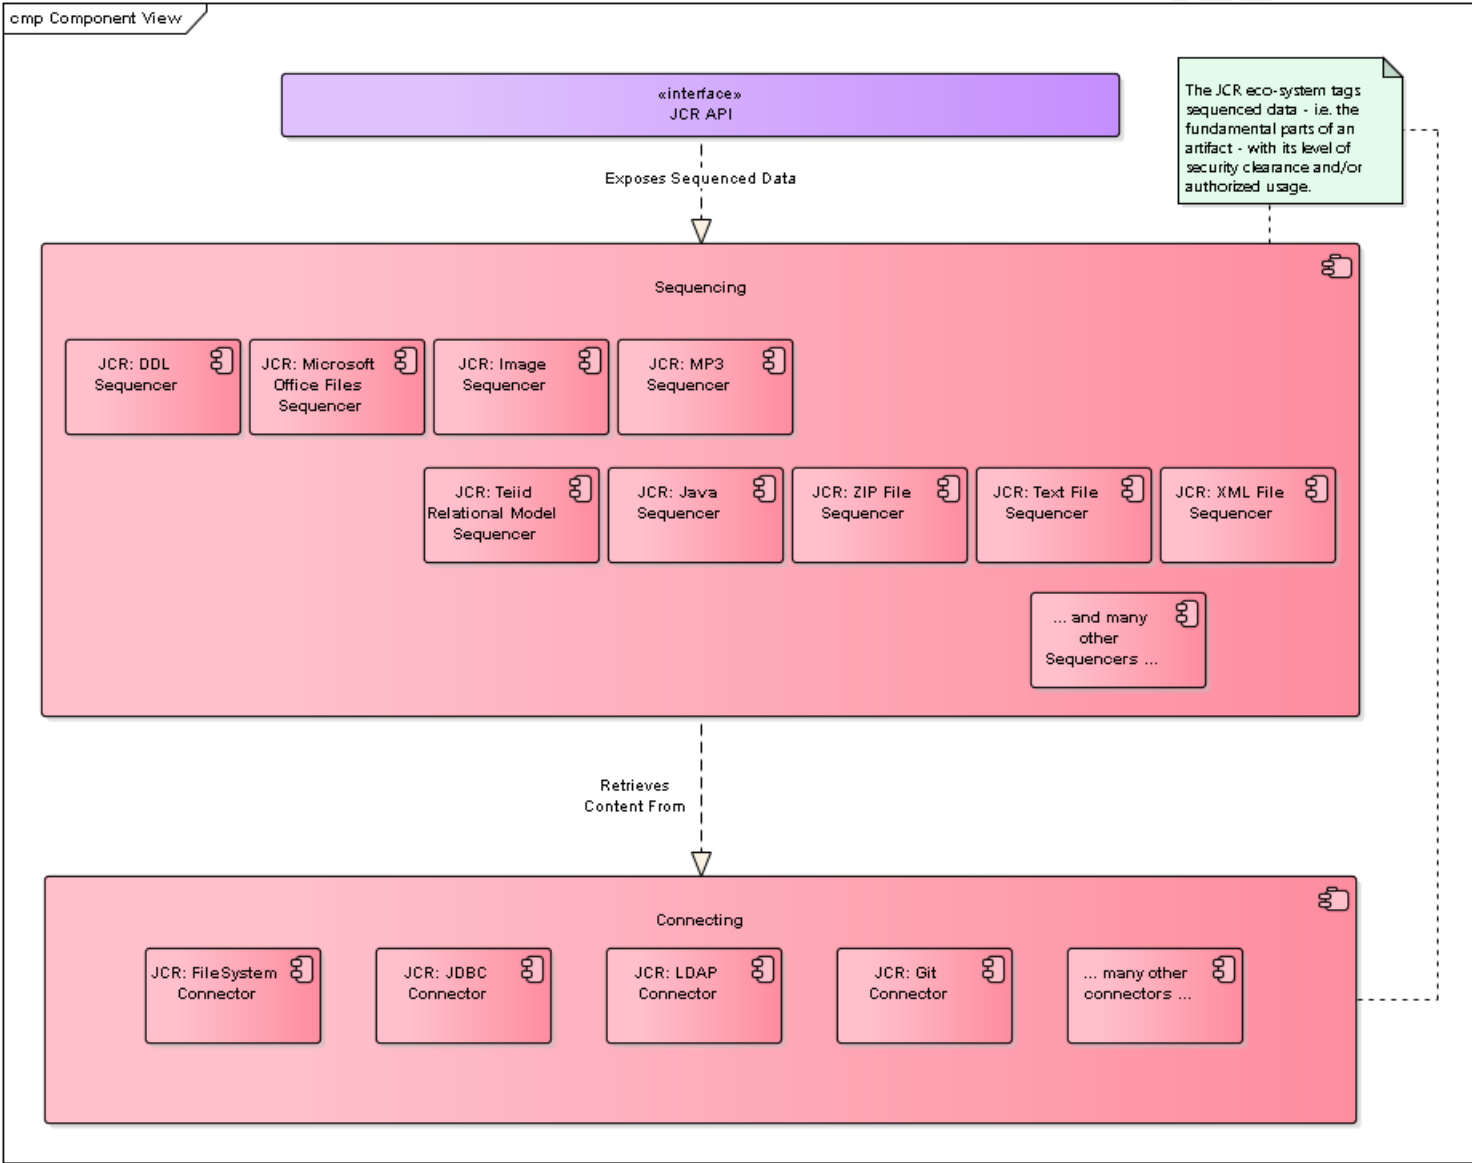 cmp Component View
«interface»
JCR API
The JCR eco-system tags
sequenced data - i.e. the
fundamental parts of an
artifact - with its level of
security clearance and/or
authorized usage.
Exposes Sequenced Data
Sequencing
JCR: DDL
Sequencer
JCR: Microsoft
Office Files
Sequencer
JCR: Image
Sequencer
JCR: MP3
Sequencer
JCR: Teiid
Relational Model
Sequencer
JCR: Java
Sequencer
JCR: ZIP File
Sequencer
JCR: Text File
Sequencer
JCR: XML File
Sequencer
... and many
other
Sequencers ...
Retrieves
Content From
Connecting
JCR: FileSystem
Connector
JCR: JDBC
Connector
JCR: LDAP
Connector
JCR: Git
Connector
... many other
connectors ...